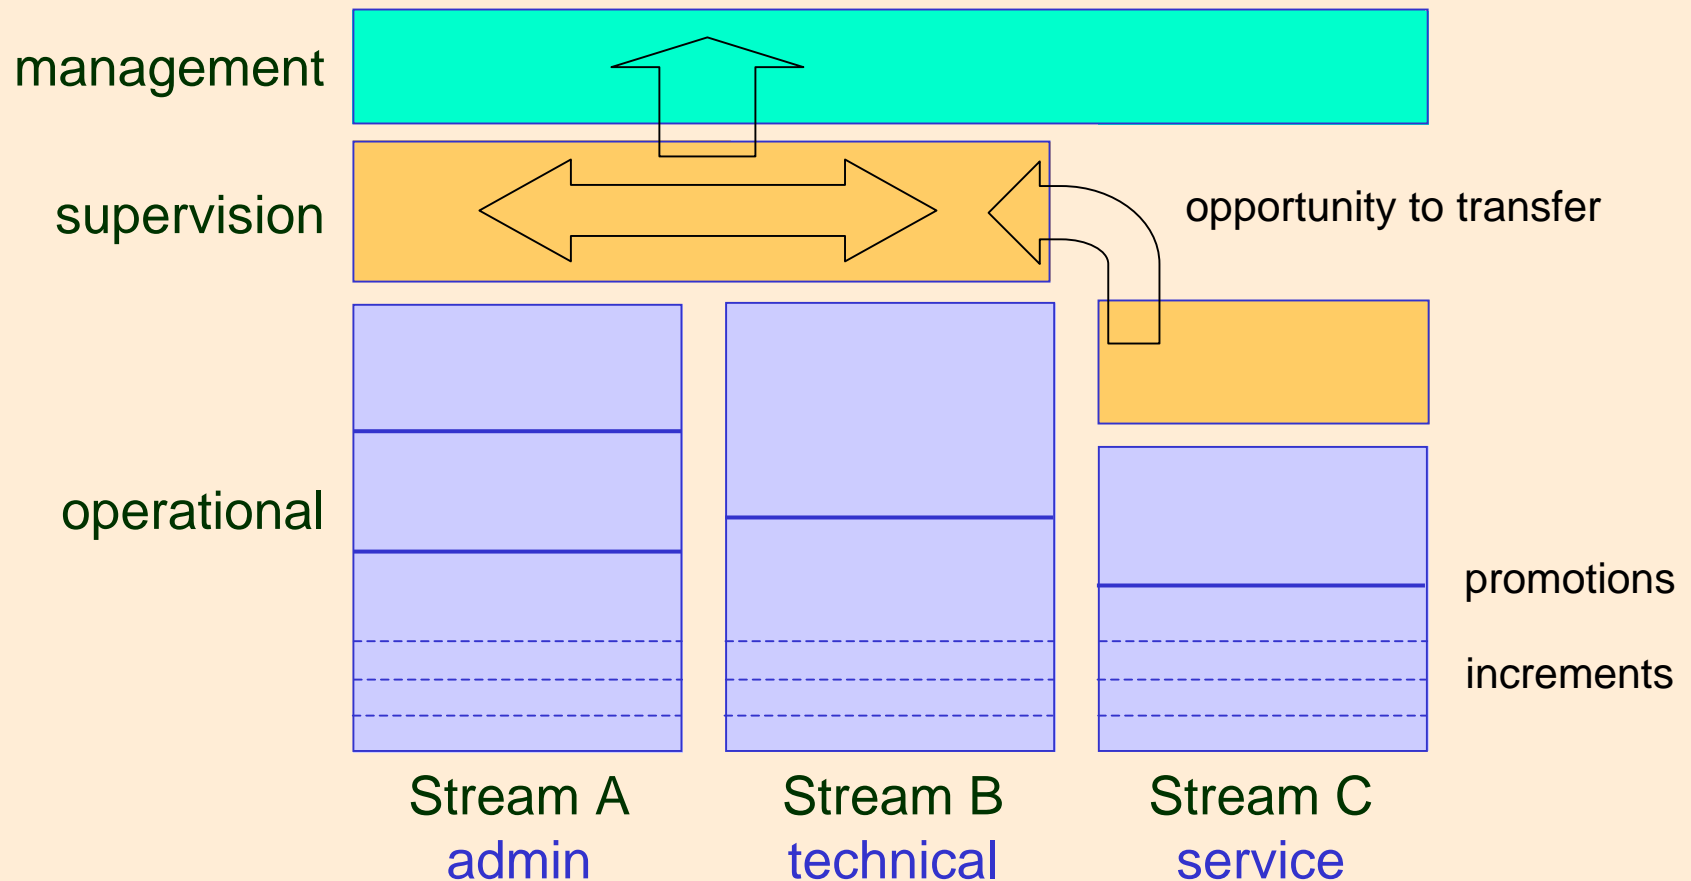 management
supervision
opportunity to transfer
operational
promotions
increments
Stream A
admin
Stream B
technical
Stream C
service